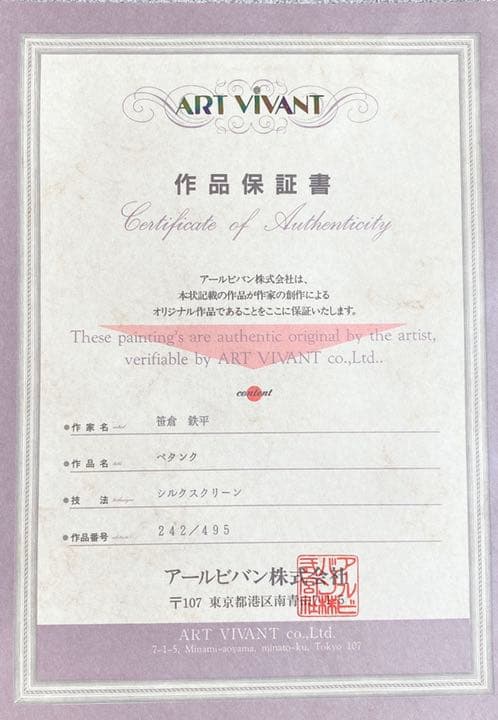 ART ViVANT
作品保証書
Certificate of Authenticity
アールビバン株式会社は、
本状記載の作品が作家の創作による
オリジナル作品であることをここに保証いたします。
These painting's are authentic original by the artist,
verifiable by ART VIVANT co.,Ltd..
content
●作家名 artist 笹倉 鉄平
●作品名 title ペタンク
●技法 technique シルクスクリーン
●作品番号 242/495
アールビバン株式会社
〒107 東京都港区南青山
ART VIVANT co.,Ltd.
7-1-5, Minami-aoyama, minato-ku, Tokyo 107